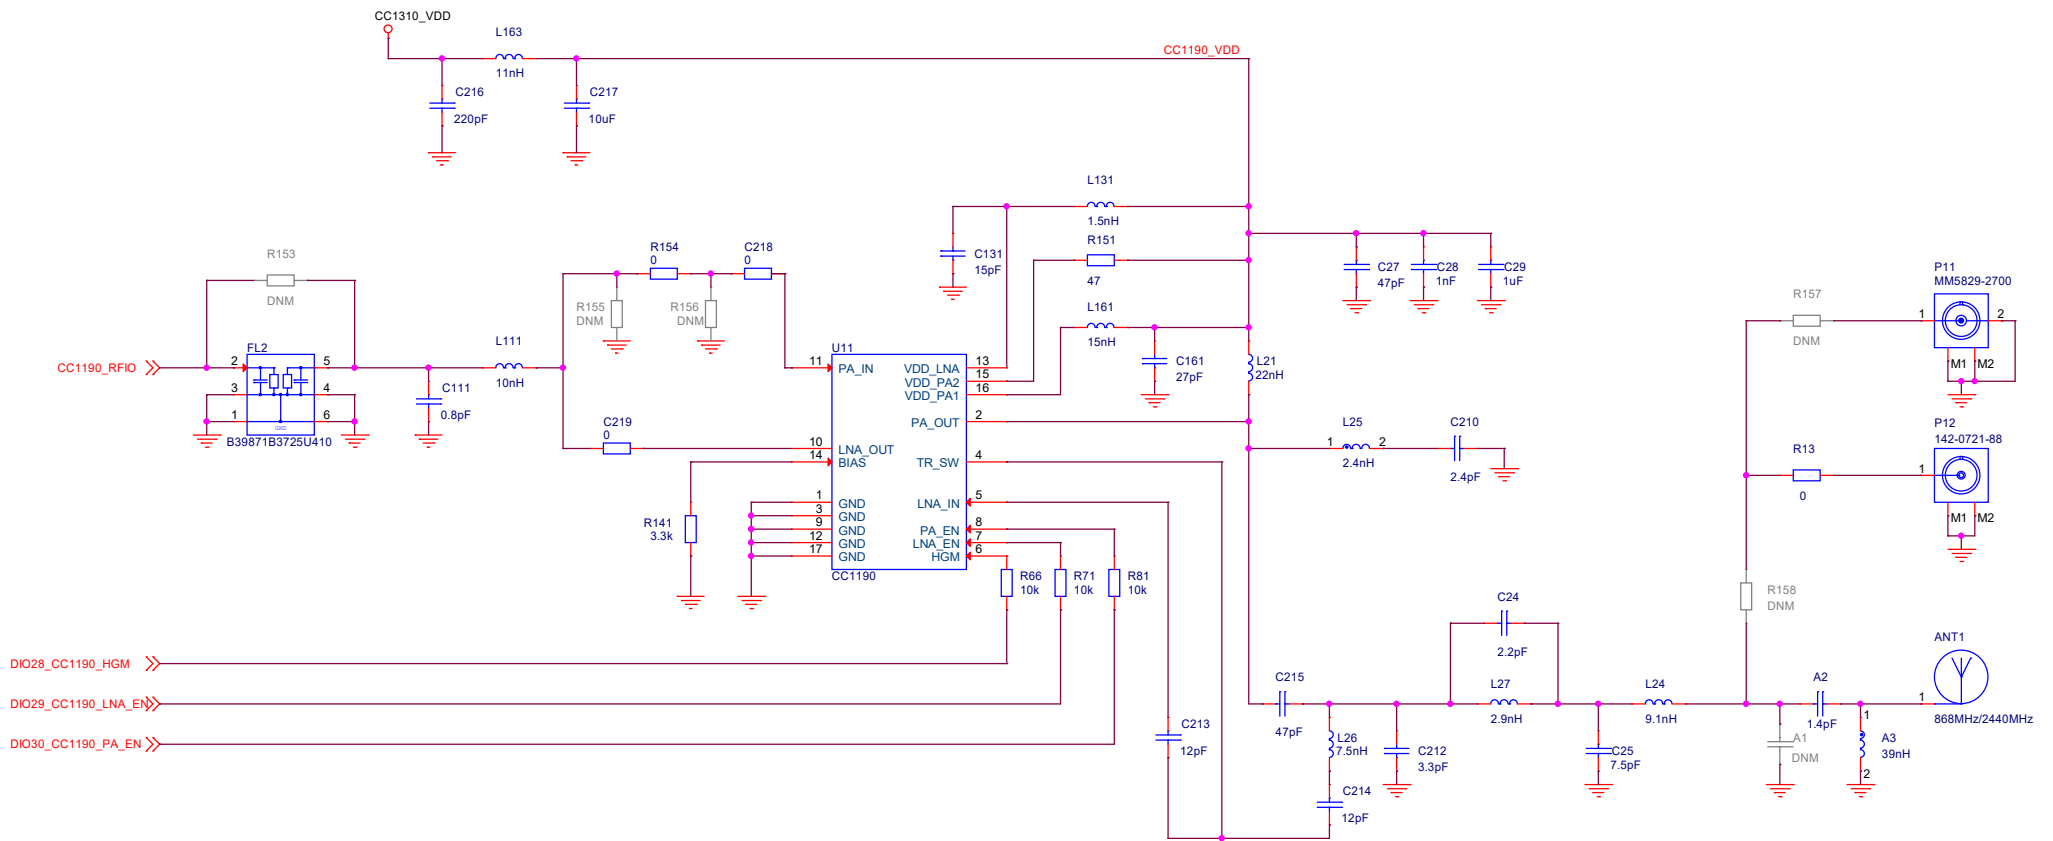 CC1310_VDD
L163
11nH
CC1190_VDD
C216
220pF
C217
10uF
L131
1.5nH
R151
47
C131
15pF
L161
15nH
C161
27pF
C27
47pF
C28
1nF
C29
1uF
R153
DNM
R154
0
C218
0
R155
DNM
R156
DNM
CC1190_RFIO
FL2
2
3
1
5
4
6
GND
B39871B3725U410
C111
0.8pF
L111
10nH
C219
0
R141
3.3k
U11
11
PA_IN
10
LNA_OUT
14
BIAS
1
GND
3
GND
9
GND
12
GND
17
GND
VDD_LNA
13
VDD_PA2
15
VDD_PA1
16
PA_OUT
2
TR_SW
4
LNA_IN
5
PA_EN
8
LNA_EN
7
HGM
6
CC1190
R66
10k
R71
10k
R81
10k
L21
22nH
L25
1
2
2.4nH
C210
2.4pF
P11
MM5829-2700
1
2
M1
M2
R157
DNM
P12
142-0721-88
1
M1
M2
R13
0
R158
DNM
DIO28_CC1190_HGM
DIO29_CC1190_LNA_EN
DIO30_CC1190_PA_EN
C213
12pF
C215
47pF
L26
7.5nH
C214
12pF
C212
3.3pF
C24
2.2pF
L27
2.9nH
C25
7.5pF
L24
9.1nH
A1
DNM
A2
1.4pF
A3
39nH
1
2
ANT1
1
868MHz/2440MHz